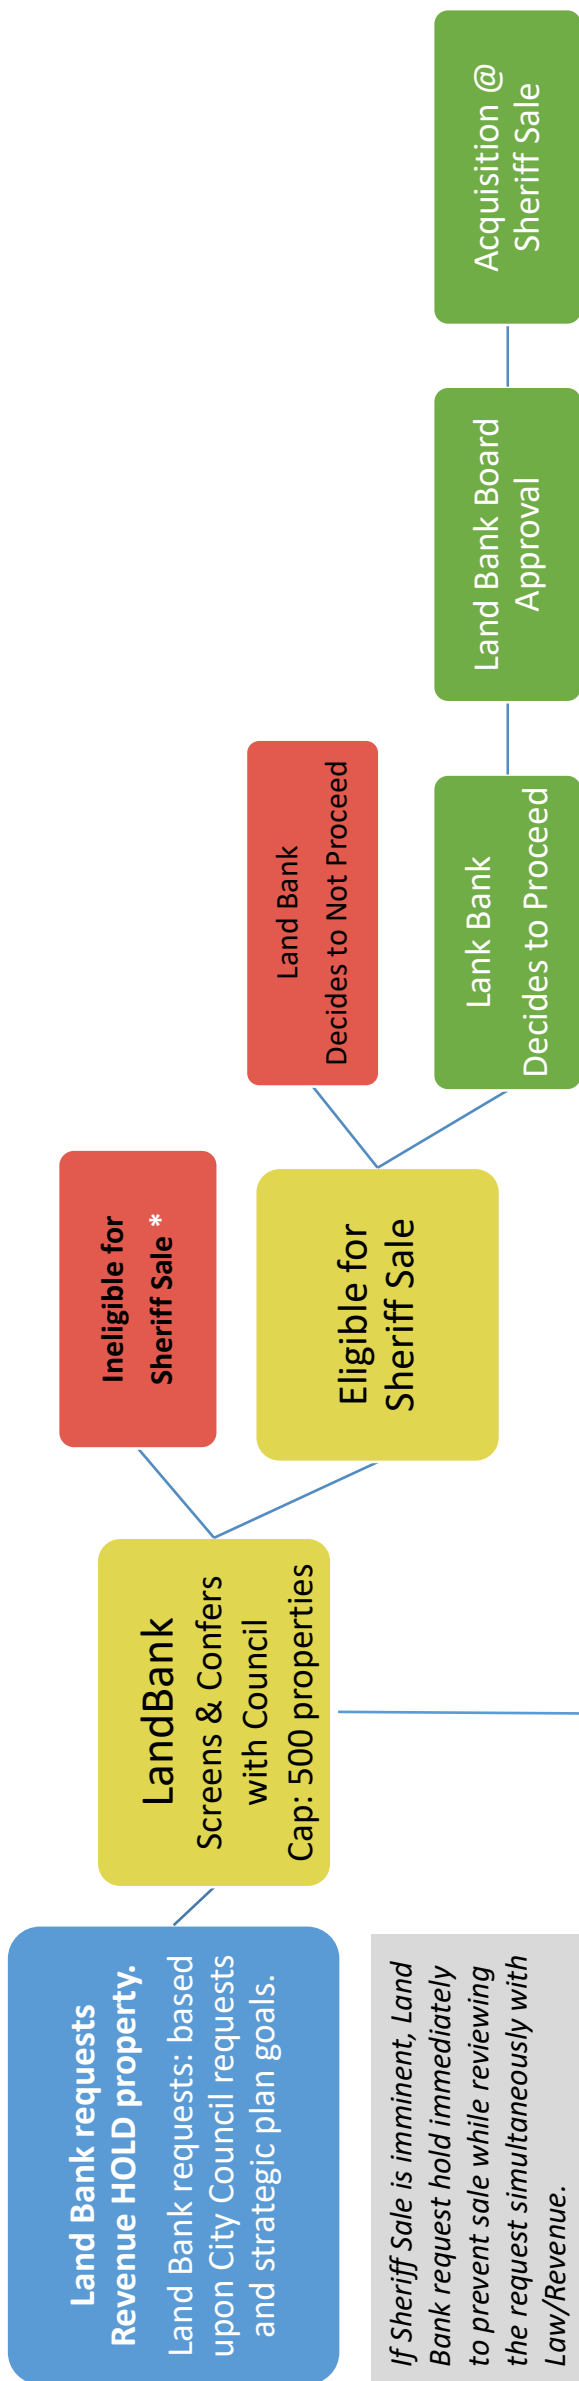 Land Bank requests
Revenue HOLD property.
Land Bank requests: based
upon City Council requests
and strategic plan goals.
If Sheriff Sale is imminent, Land
Bank request hold immediately
to prevent sale while reviewing
the request simultaneously with
Law/Revenue.
LandBank
Screens & Confers
with Council
Cap: 500 properties
Ineligible for
Sheriff Sale *
Eligible for
Sheriff Sale
Land Bank
Decides to Not Proceed
Lank Bank
Decides to Proceed
Land Bank Board
Approval
Acquisition @
Sheriff Sale